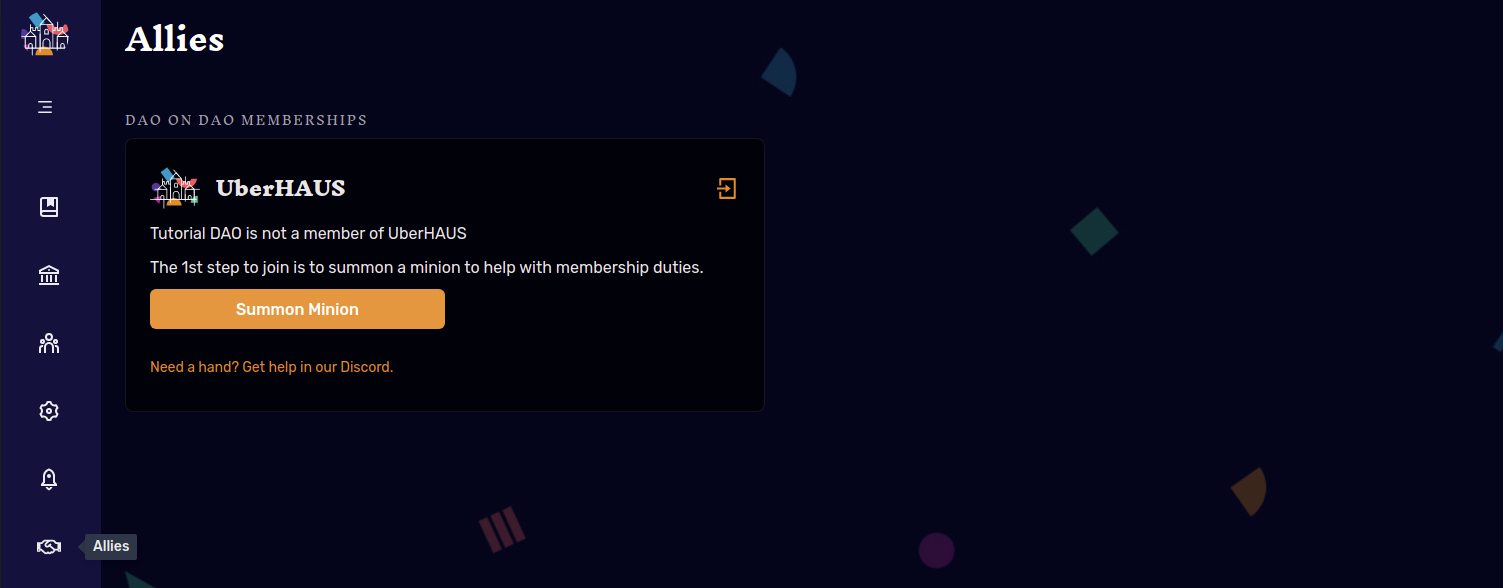 Allies
DAO ON DAO MEMBERSHIPS
UberHAUS
Tutorial DAO is not a member of UberHAUS
The 1st step to join is to summon a minion to help with membership duties.
Summon Minion
Need a hand? Get help in our Discord.
Allies